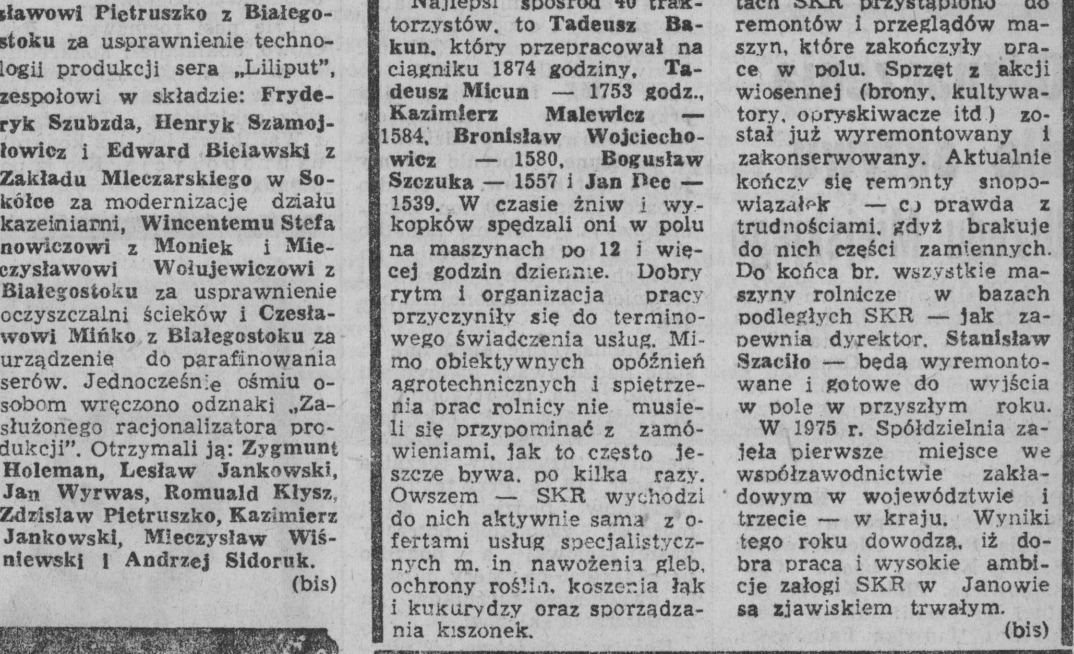 sławowi Pietruszko z Białego-
stoku za usprawnienie techno-
logii produkcji sera „Liliput”,
zespołowi w składzie: Fryde-
ryk Szubzda, Henryk Szamoj-
łowicz i Edward Bielawski z
Zakładu Mleczarskiego w So-
kółce za modernizację działu
kazeiniarni, Wincentemu Stefa
nowiczowi z Moniek i Mie-
czysławowi Wołujewiczowi z
Białegostoku za usprawnienie
oczyszczalni ścieków i Czesła-
wowi Mińko z Białegostoku za
urządzenie do parafinowania
serów. Jednocześnie ośmiu o-
sobom wręczono odznaki „Za-
służonego racjonalizatora pro-
dukcji”. Otrzymali ją: Zygmunt
Holeman, Lesław Jankowski,
Jan Wyrwas, Romuald Kłysz,
Zdzisław Pietruszko, Kazimierz
Jankowski, Mieczysław Wiś-
niewski i Andrzej Sidoruk.
(bis)
Najlepsi spośród 40 trak-
torzystów, to Tadeusz Ba-
kun, który przepracował na
ciągniku 1874 godziny, Ta-
deusz Micun — 1753 godz.,
Kazimierz Malewicz —
1584, Bronisław Wojciecho-
wicz — 1580, Bogusław
Szczuka — 1557 i Jan Dec —
1539. W czasie żniw i wy-
kopków spędzali oni w polu
na maszynach po 12 i wię-
cej godzin dziennie. Dobry
rytm i organizacja pracy
przyczyniły się do termino-
wego świadczenia usług. Mi-
mo obiektywnych opóźnień
agrotechnicznych i spiętrze-
nia prac rolnicy nie musie-
li się przypominać z zamó-
wieniami, jak to często je-
szcze bywa, po kilka razy.
Owszem — SKR wychodzi
do nich aktywnie sama z o-
fertami usług specjalistycz-
nych m. in. nawożenia gleb,
ochrony roślin, koszenia łąk
i kukurydzy oraz sporządza-
nia kiszonek.
tach SKR przystąpiono do
remontów i przeglądów ma-
szyn, które zakończyły pra-
ce w polu. Sprzęt z akcji
wiosennej (brony, kultywa-
tory, opryskiwacze itd.) zo-
stał już wyremontowany i
zakonserwowany. Aktualnie
kończy się remonty snopo-
wiązałek — co prawda z
trudnościami, gdyż brakuje
do nich części zamiennych.
Do końca br. wszystkie ma-
szyny rolnicze w bazach
podległych SKR — jak za-
pewnia dyrektor, Stanisław
Szaciło — będą wyremonto-
wane i gotowe do wyjścia
w pole w przyszłym roku.
W 1975 r. Spółdzielnia za-
jęła pierwsze miejsce we
współzawodnictwie zakła-
dowym w województwie i
trzecie — w kraju. Wyniki
tego roku dowodzą, iż do-
bra praca i wysokie ambi-
cje załogi SKR w Janowie
są zjawiskiem trwałym.
(bis)